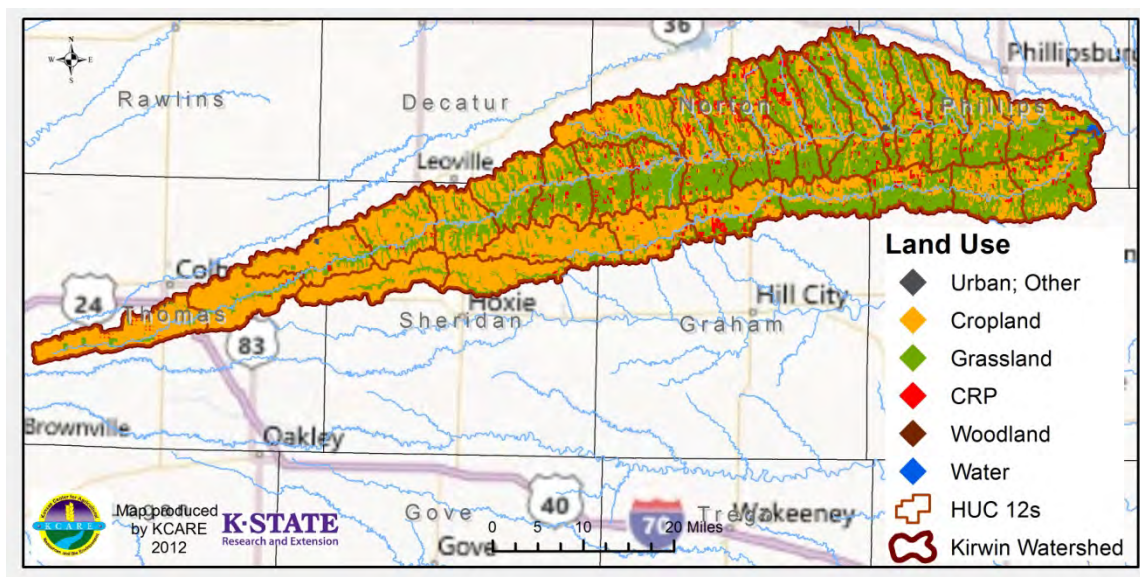 36
Phillipsburg
N
W E
S
Rawlins
Decatur
Norton
Phillips
Leoville
Land Use
Urban; Other
Cropland
Grassland
CRP
Woodland
Water
HUC 12s
Kirwin Watershed
24
Thomas
Hoxie
Hill City
Sheridan
Graham
83
Brownville
Oakley
KCARE
Map produced
by KCARE
2012
K-STATE
Research and Extension
Gove
40
70
Trego
Wakeeney
0 5 10 20 Miles
Gove